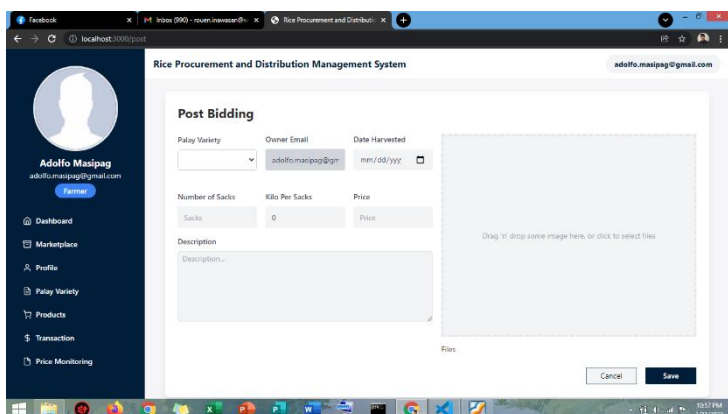 Facebook
Inbox (990) - rouen.inawasan@
Rice Procurement and Distributi
localhost:3000/post
Rice Procurement and Distribution Management System
adolfo.masipag@gmail.com
Adolfo Masipag
adolfo.masipag@gmail.com
Farmer
Dashboard
Marketplace
Profile
Palay Variety
Products
Transaction
Price Monitoring
Post Bidding
Palay Variety
Owner Email
Date Harvested
adolfo.masipag@gm
mm/dd/yyy
Number of Sacks
Kilo Per Sacks
Price
Sacks
0
Price
Description
Description...
Drag 'n' drop some image here, or click to select files
Files
Cancel
Save
10:57 PM